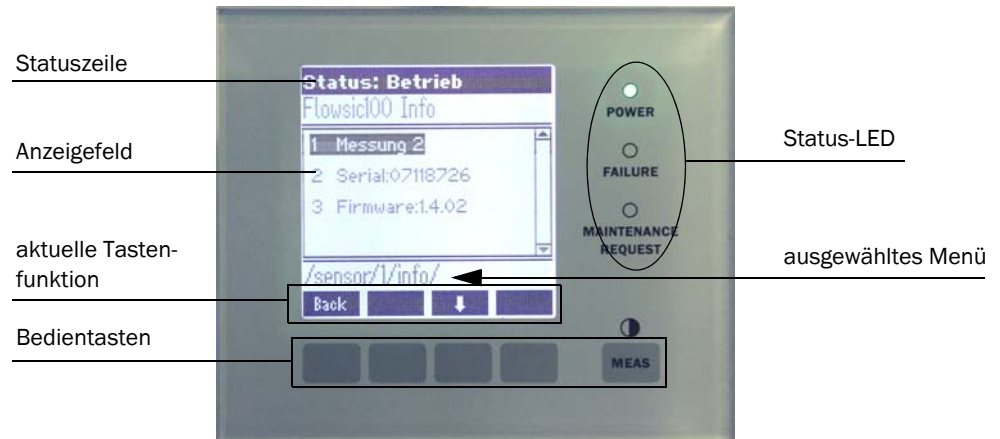 Statuszeile
Status: Betrieb
Flowsic100 Info
POWER
Status-LED
Anzeigefeld
1 Messung 2
2 Serial:07118726
3 Firmware:1.4.02
FAILURE
MAINTENANCE
REQUEST
aktuelle Tasten-
funktion
/sensor/1/info/
ausgewähltes Menü
Back
Bedientasten
MEAS